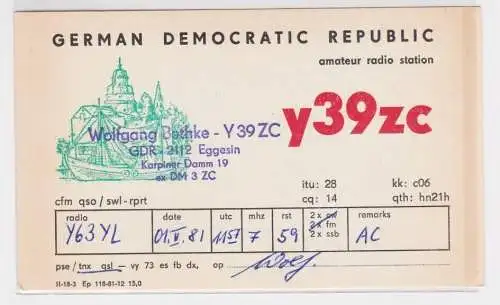 GERMAN DEMOCRATIC REPUBLIC
amateur radio station
y39zc
Wolfgang Bethke - Y39ZC
GDR - 2112 Eggesin
Karpiner Damm 19
ex DM 3 ZC
itu: 28 kk: c06
cfm qso / swl-rprt cq: 14 qth: hn21h
radio date utc mhz rst 2 x cw remarks
Y63YL 01. V. 81 1157 7 59 2 x fm AC
2 x ssb
pse / tnx qsl – vy 73 es fb dx, op Wolf.
II-18-3 Ep 118-81-12 15,0